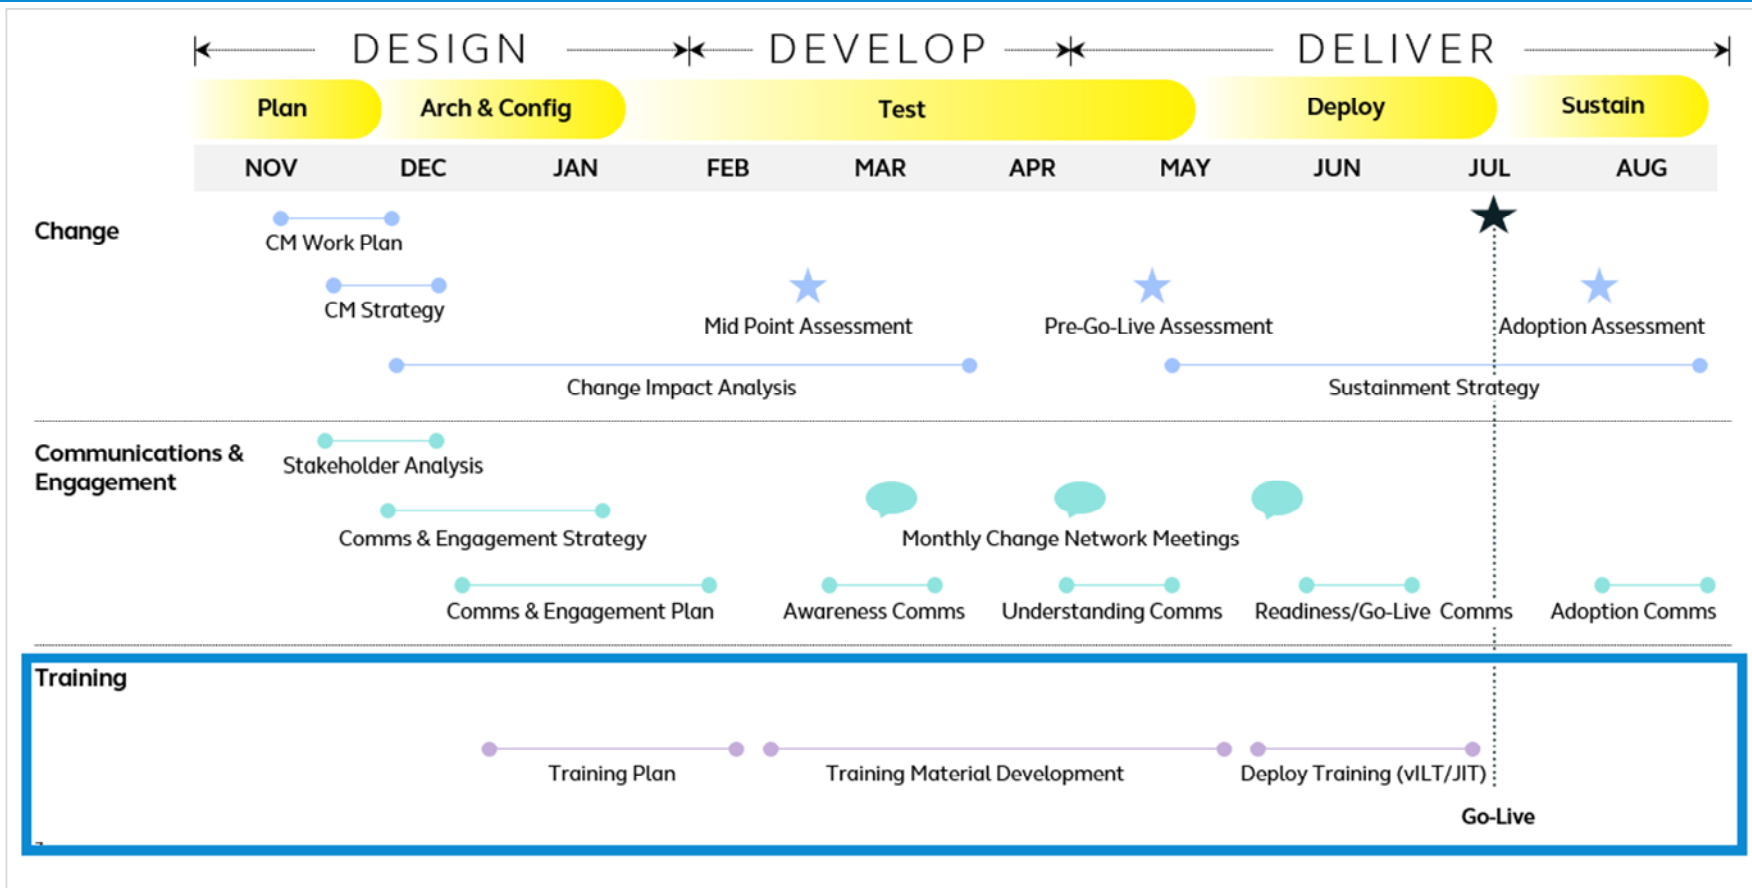 DESIGN DEVELOP DELIVER
Plan Arch & Config Test Deploy Sustain
NOV DEC JAN FEB MAR APR MAY JUN JUL AUG
Change
CM Work Plan
CM Strategy
Mid Point Assessment Pre-Go-Live Assessment Adoption Assessment
Change Impact Analysis Sustainment Strategy
Communications &
Engagement
Stakeholder Analysis
Comms & Engagement Strategy Monthly Change Network Meetings
Comms & Engagement Plan Awareness Comms Understanding Comms Readiness/Go-Live Comms Adoption Comms
Training
Training Plan Training Material Development Deploy Training (vILT/JIT)
Go-Live